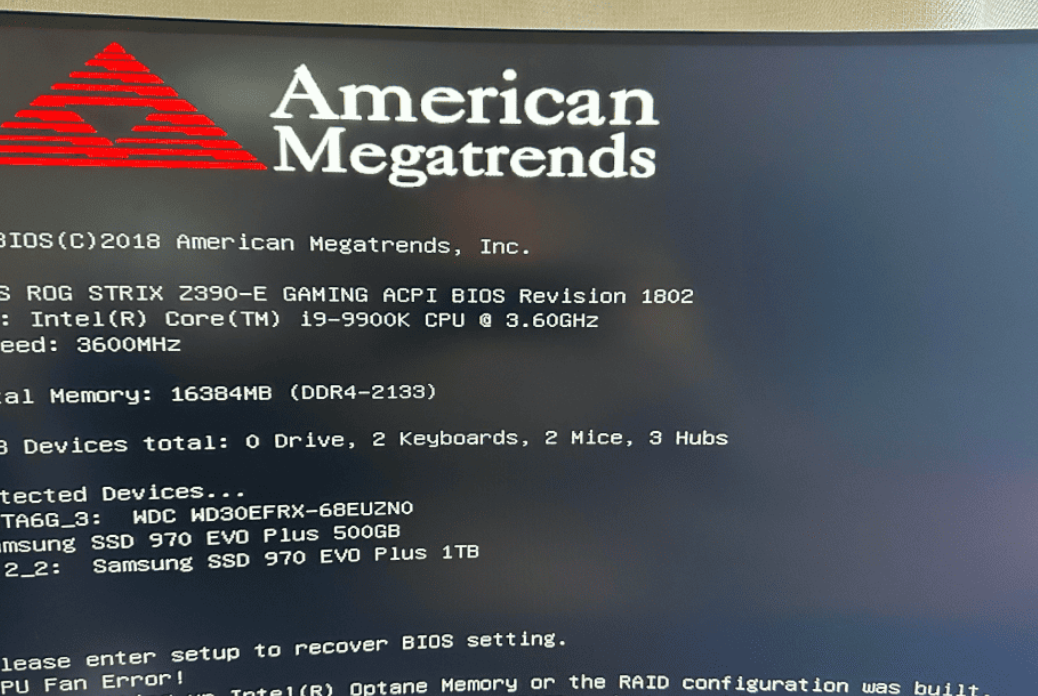 American
Megatrends
BIOS(C)2018 American Megatrends, Inc.
S ROG STRIX Z390-E GAMING ACPI BIOS Revision 1802
: Intel(R) Core(TM) i9-9900K CPU @ 3.60GHz
eed: 3600MHz
al Memory: 16384MB (DDR4-2133)
B Devices total: 0 Drive, 2 Keyboards, 2 Mice, 3 Hubs
tected Devices...
TA6G_3: WDC WD30EFRX-68EUZN0
msung SSD 970 EVO Plus 500GB
2_2: Samsung SSD 970 EVO Plus 1TB
lease enter setup to recover BIOS setting.
PU Fan Error!
Intel(R) Optane Memory or the RAID configuration was built